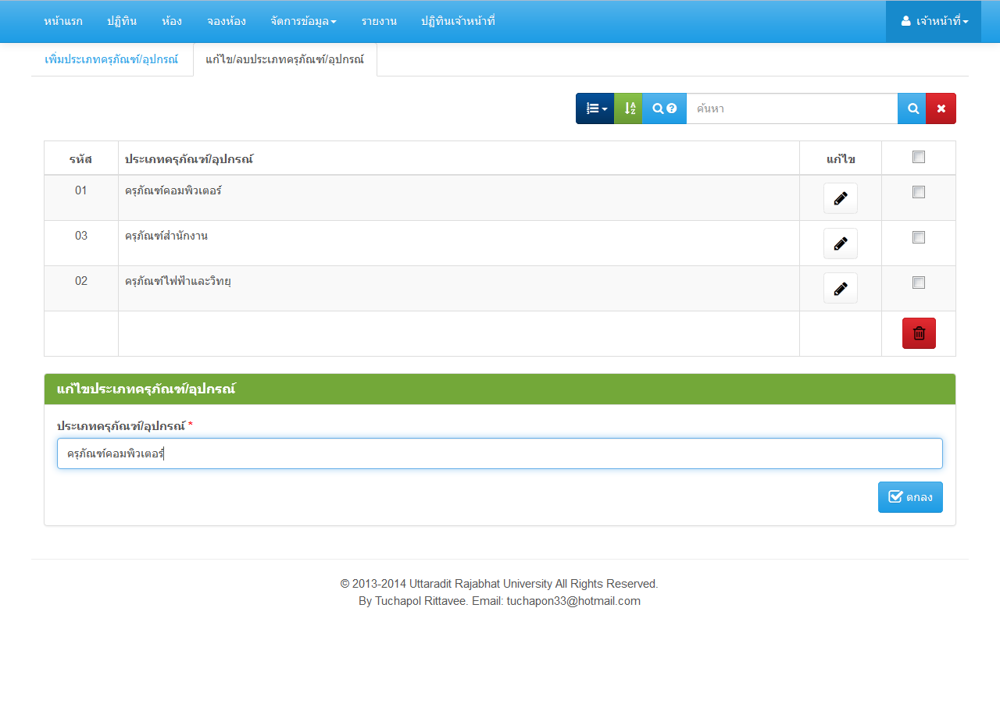 หน้าแรก ปฏิทิน ห้อง จองห้อง จัดการข้อมูล รายงาน ปฏิทินเจ้าหน้าที่ เจ้าหน้าที่
เพิ่มประเภทครุภัณฑ์/อุปกรณ์ แก้ไข/ลบประเภทครุภัณฑ์/อุปกรณ์
ค้นหา
รหัส ประเภทครุภัณฑ์/อุปกรณ์ แก้ไข
01 ครุภัณฑ์คอมพิวเตอร์
03 ครุภัณฑ์สำนักงาน
02 ครุภัณฑ์ไฟฟ้าและวิทยุ
แก้ไขประเภทครุภัณฑ์/อุปกรณ์
ประเภทครุภัณฑ์/อุปกรณ์ *
ครุภัณฑ์คอมพิวเตอร์
ตกลง
© 2013-2014 Uttaradit Rajabhat University All Rights Reserved.
By Tuchapol Rittavee. Email: tuchapon33@hotmail.com